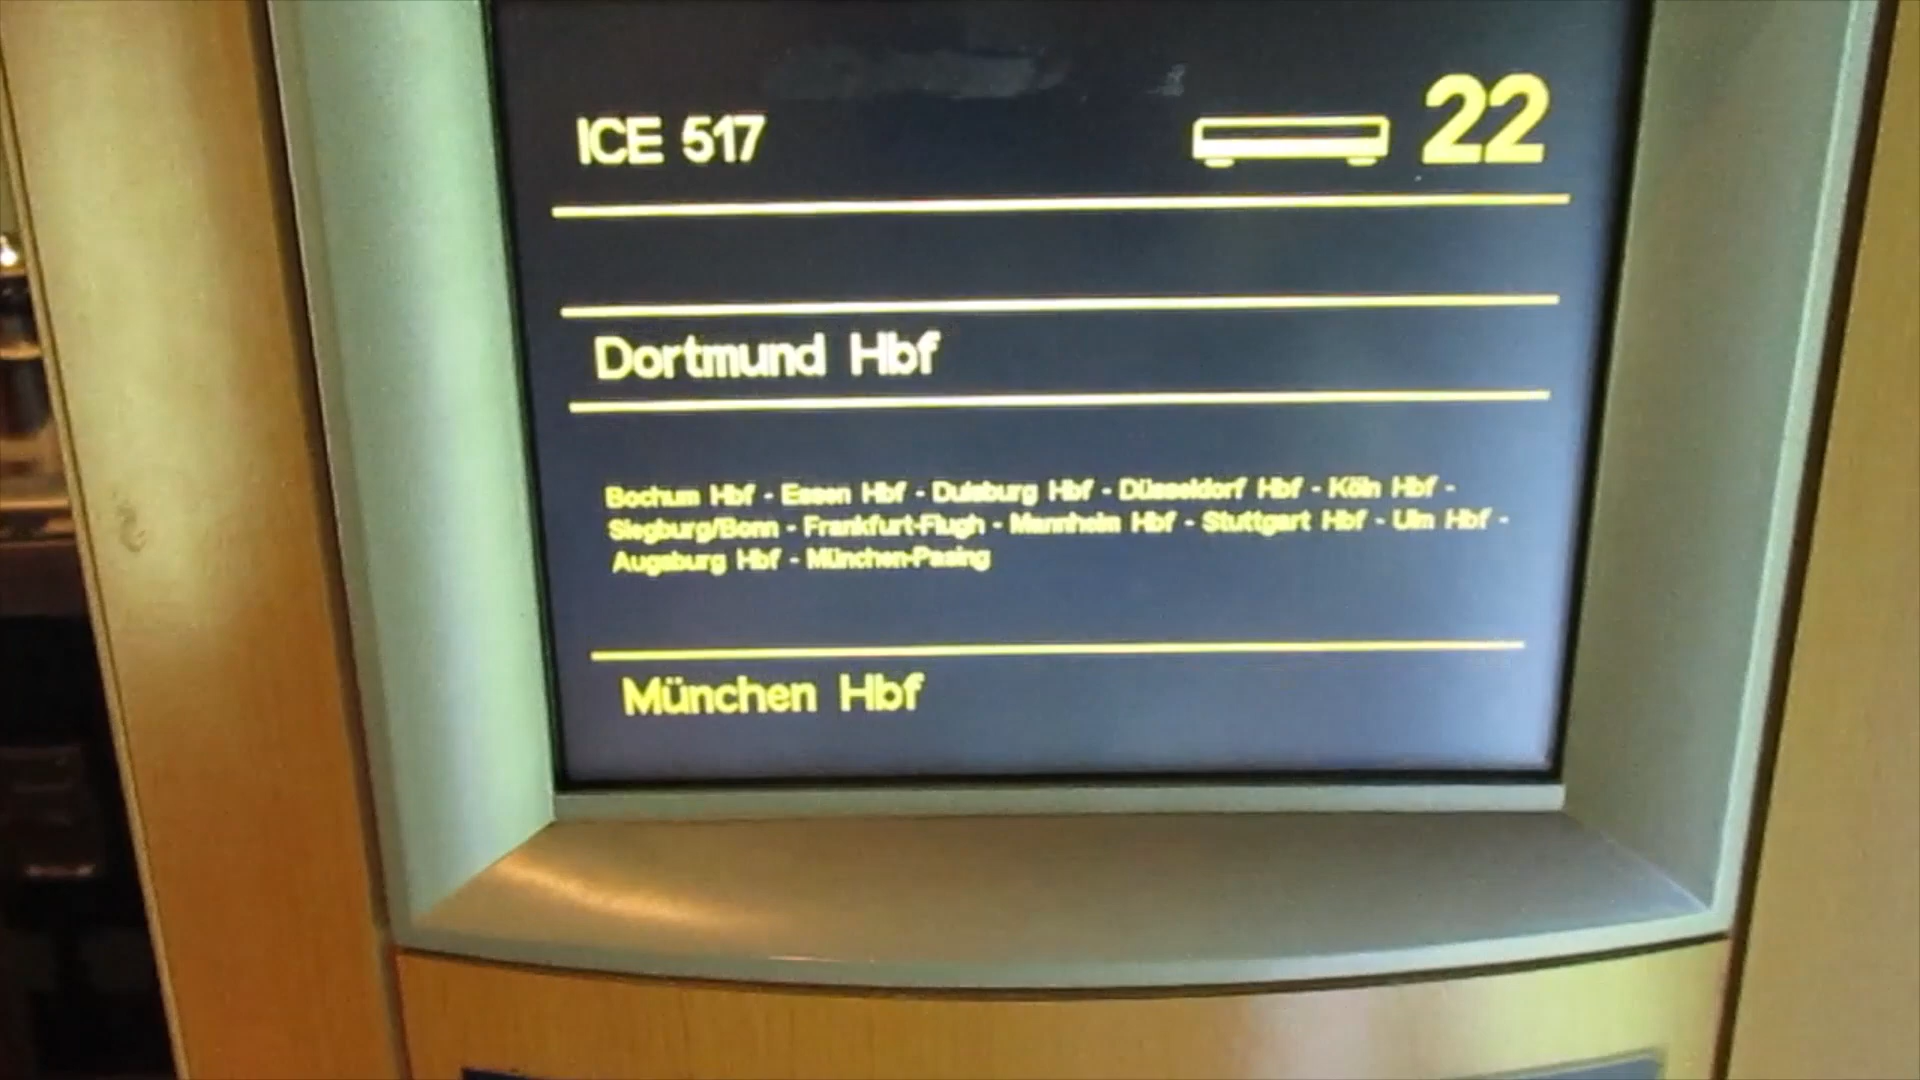 ICE 517
22
Dortmund Hbf
Bochum Hbf - Essen Hbf - Duisburg Hbf - Düsseldorf Hbf - Köln Hbf -
Siegburg/Bonn - Frankfurt-Flugh - Mannheim Hbf - Stuttgart Hbf - Ulm Hbf -
Augsburg Hbf - München-Pasing
München Hbf